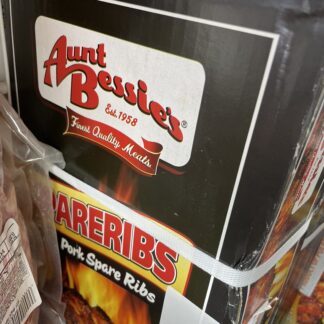 Aunt
Bessie's®
Est. 1958
Finest Quality Meats
PARERIBS
Pork Spare Ribs